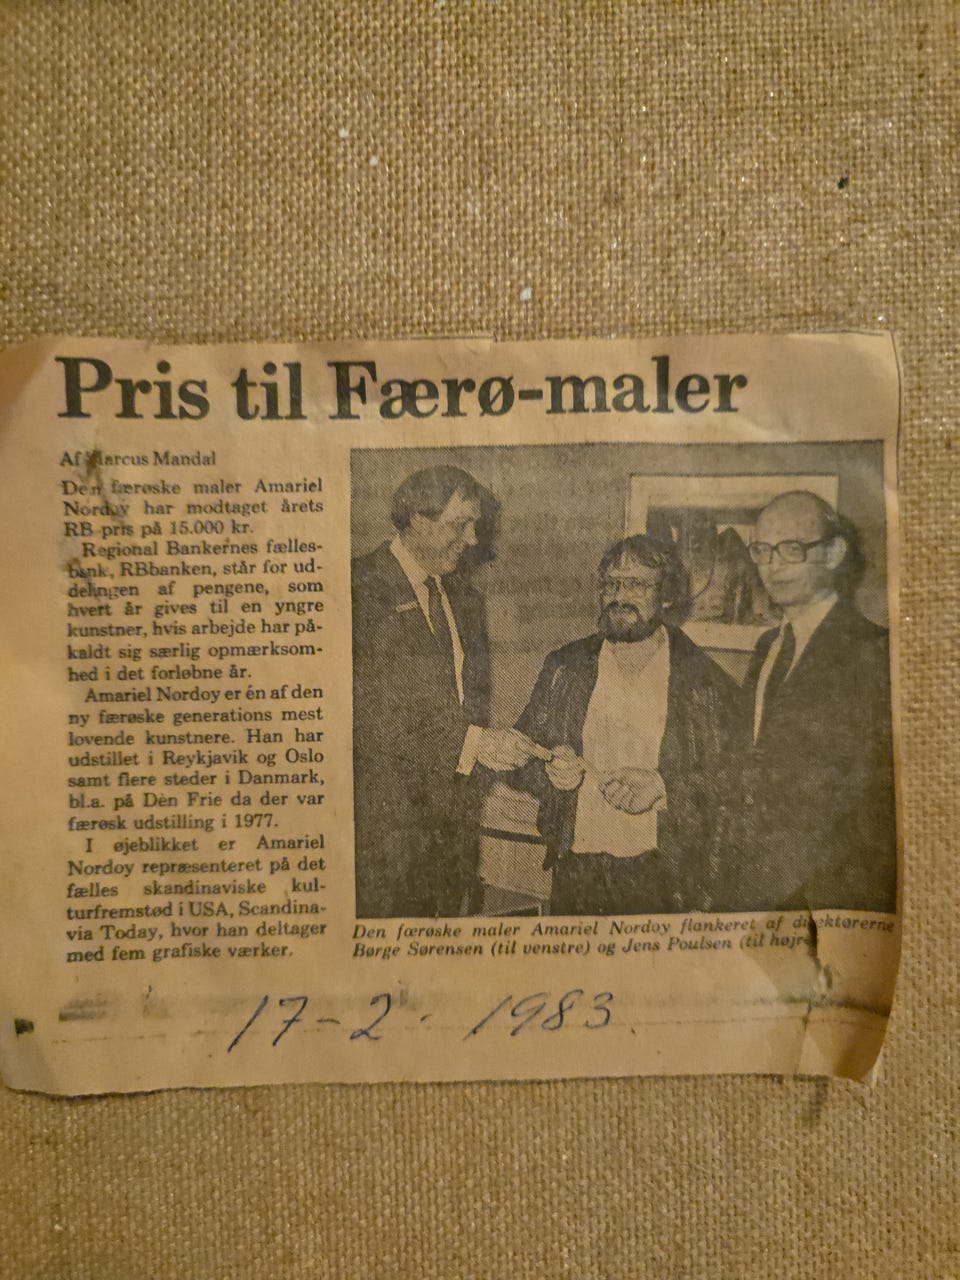 Pris til Færø-maler
Af Marcus Mandal
Den færøske maler Amariel
Nordoy har modtaget årets
RB pris på 15.000 kr.
Regional Bankernes fælles-
bank, RBbanken, står for ud-
delingen af pengene, som
hvert år gives til en yngre
kunstner, hvis arbejde har på-
kaldt sig særlig opmærksom-
hed i det forløbne år.
Amariel Nordoy er én af den
ny færøske generations mest
lovende kunstnere. Han har
udstillet i Reykjavik og Oslo
samt flere steder i Danmark,
bl.a. på Den Frie da der var
færøsk udstilling i 1977.
I øjeblikket er Amariel
Nordoy repræsenteret på det
fælles skandinaviske kul-
turfremstød i USA, Scandina-
via Today, hvor han deltager
med fem grafiske værker.
Den færøske maler Amariel Nordoy flankeret af direktørerne
Børge Sørensen (til venstre) og Jens Poulsen (til højre)
17-2. 1983.